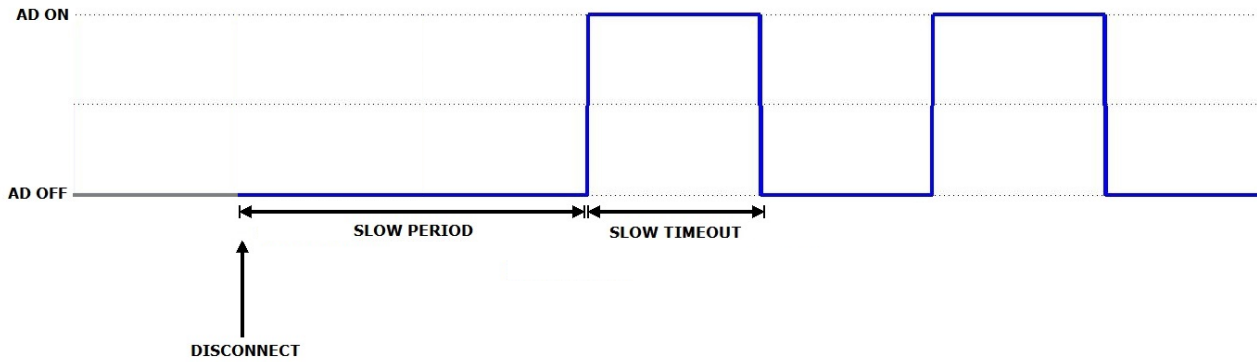 AD ON
AD OFF
SLOW PERIOD
SLOW TIMEOUT
DISCONNECT